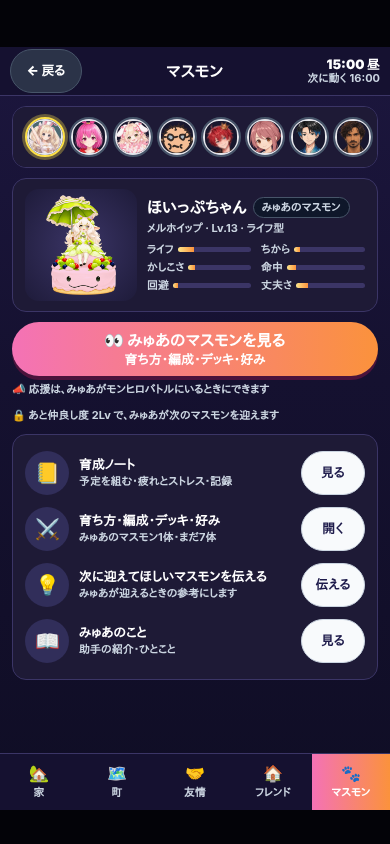 ← 戻る
マスモン
15:00 昼
次に動く 16:00
ほいっぷちゃん
みゅあのマスモン
メルホイップ · Lv.13 · ライフ型
ライフ
ちから
かしこさ
命中
回避
丈夫さ
👀 みゅあのマスモンを見る
育ち方・編成・デッキ・好み
📣 応援は、みゅあがモンヒロバトルにいるときにできます
🔒 あと仲良し度 2Lv で、みゅあが次のマスモンを迎えます
育成ノート
予定を組む・疲れとストレス・記録
見る
育ち方・編成・デッキ・好み
みゅあのマスモン1体・まだ7体
開く
次に迎えてほしいマスモンを伝える
みゅあが迎えるときの参考にします
伝える
みゅあのこと
助手の紹介・ひとこと
見る
家
町
友情
フレンド
マスモン